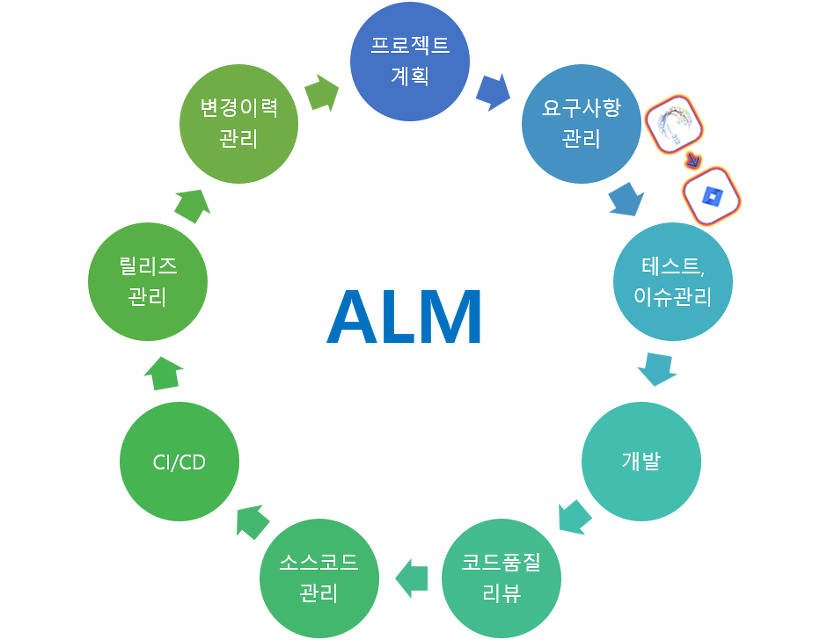 프로젝트
계획
요구사항
관리
테스트,
이슈관리
개발
코드품질
리뷰
소스코드
관리
CI/CD
릴리즈
관리
변경이력
관리
ALM